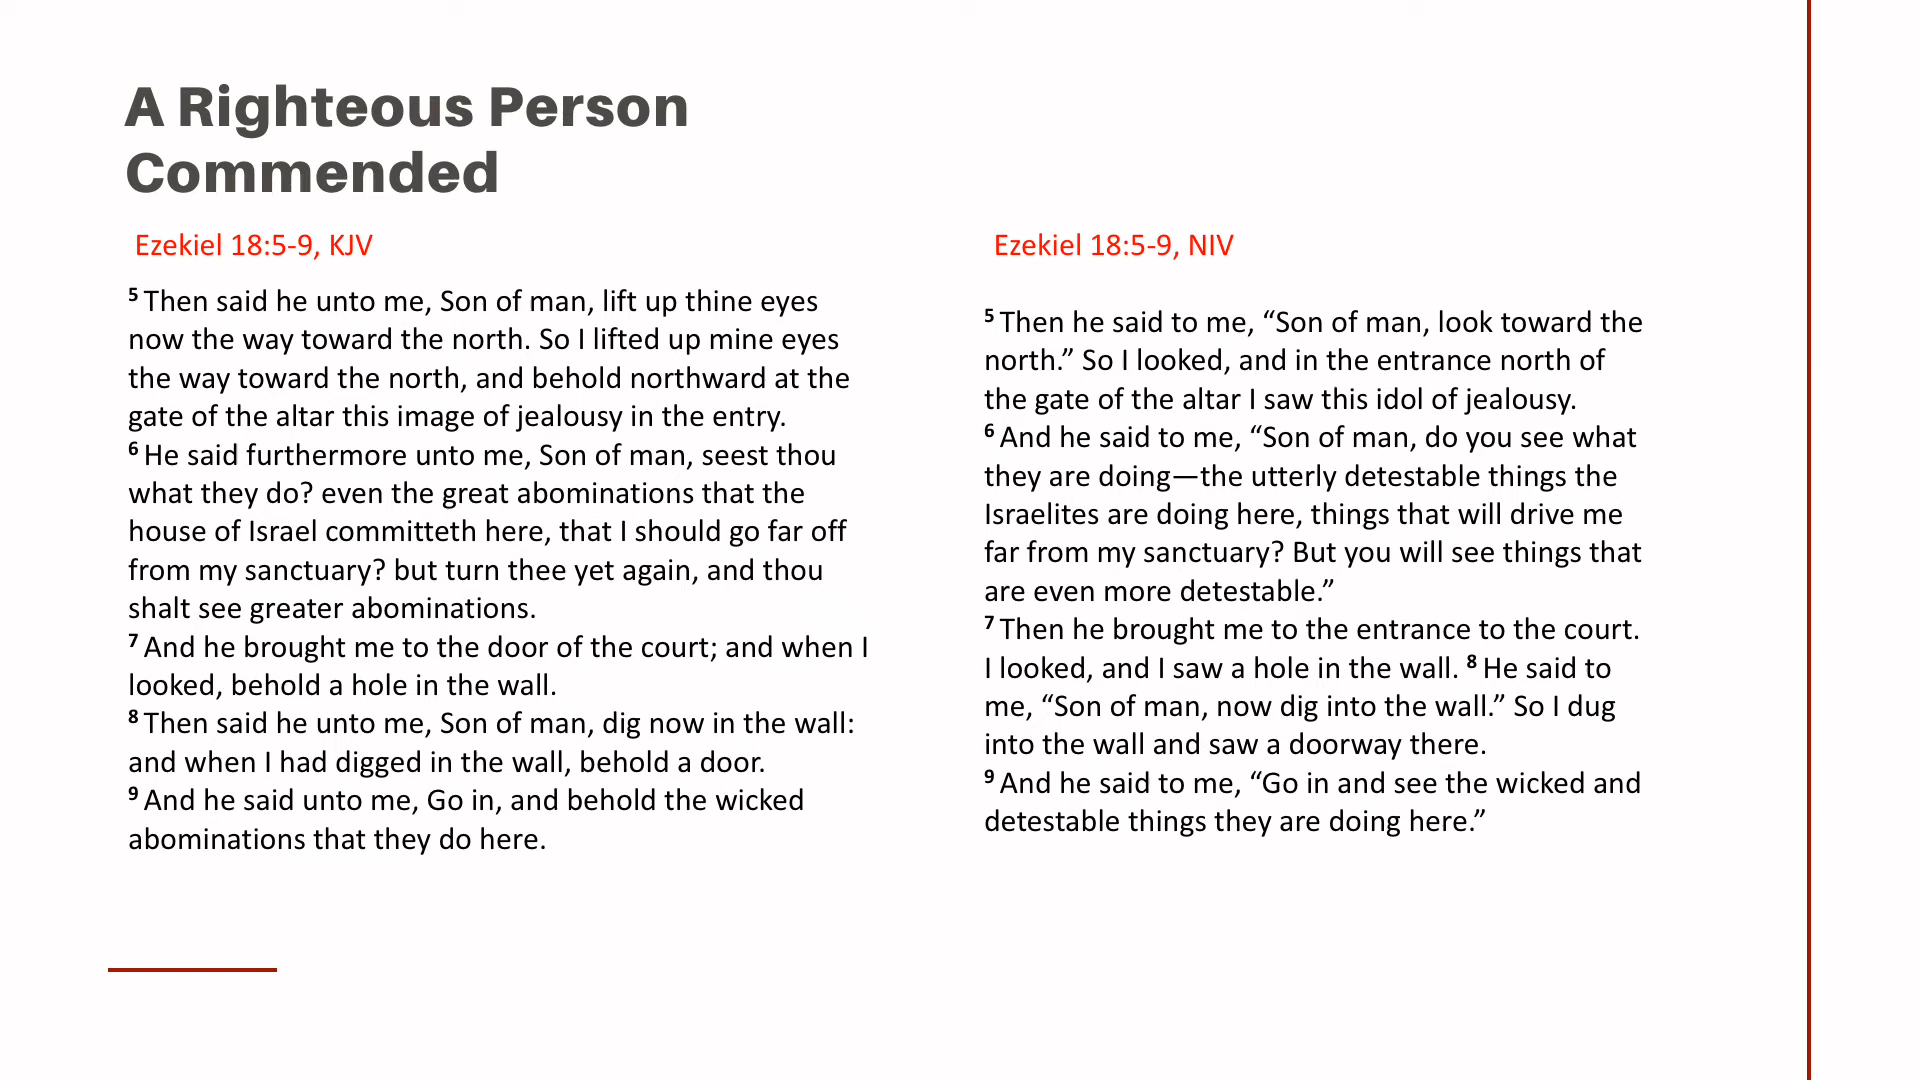 A Righteous Person
Commended
Ezekiel 18:5-9, KJV
5 Then said he unto me, Son of man, lift up thine eyes
now the way toward the north. So I lifted up mine eyes
the way toward the north, and behold northward at the
gate of the altar this image of jealousy in the entry.
6 He said furthermore unto me, Son of man, seest thou
what they do? even the great abominations that the
house of Israel committeth here, that I should go far off
from my sanctuary? but turn thee yet again, and thou
shalt see greater abominations.
7 And he brought me to the door of the court; and when I
looked, behold a hole in the wall.
8 Then said he unto me, Son of man, dig now in the wall:
and when I had digged in the wall, behold a door.
9 And he said unto me, Go in, and behold the wicked
abominations that they do here.
Ezekiel 18:5-9, NIV
5 Then he said to me, “Son of man, look toward the
north.” So I looked, and in the entrance north of
the gate of the altar I saw this idol of jealousy.
6 And he said to me, “Son of man, do you see what
they are doing—the utterly detestable things the
Israelites are doing here, things that will drive me
far from my sanctuary? But you will see things that
are even more detestable.”
7 Then he brought me to the entrance to the court.
I looked, and I saw a hole in the wall. 8 He said to
me, “Son of man, now dig into the wall.” So I dug
into the wall and saw a doorway there.
9 And he said to me, “Go in and see the wicked and
detestable things they are doing here.”